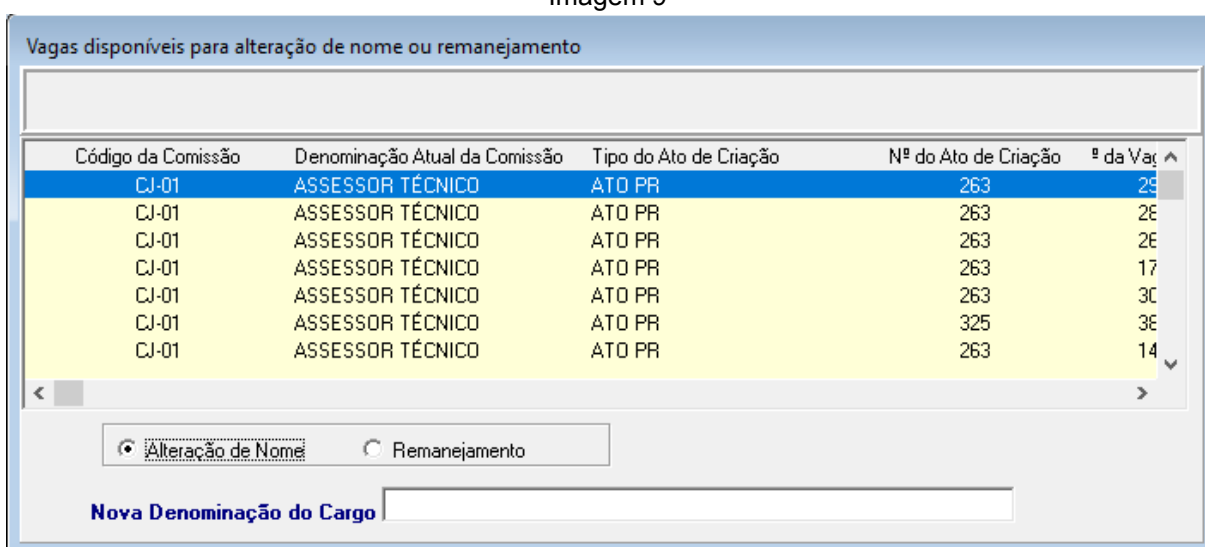 Vagas disponíveis para alteração de nome ou remanejamento
Código da Comissão Denominação Atual da Comissão Tipo do Ato de Criação Nº do Ato de Criação º da Vag
CJ-01 ASSESSOR TÉCNICO ATO PR 263
CJ-01 ASSESSOR TÉCNICO ATO PR 263
CJ-01 ASSESSOR TÉCNICO ATO PR 263
CJ-01 ASSESSOR TÉCNICO ATO PR 263 17
CJ-01 ASSESSOR TÉCNICO ATO PR 263
CJ-01 ASSESSOR TÉCNICO ATO PR 325
CJ-01 ASSESSOR TÉCNICO ATO PR 263 14
Alteração de Nome Remanejamento
Nova Denominação do Cargo